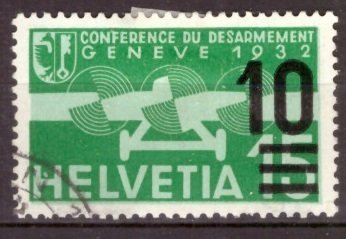 CONFERENCE DU DESARMEMENT
GENEVE 1932
10
15
HELVETIA